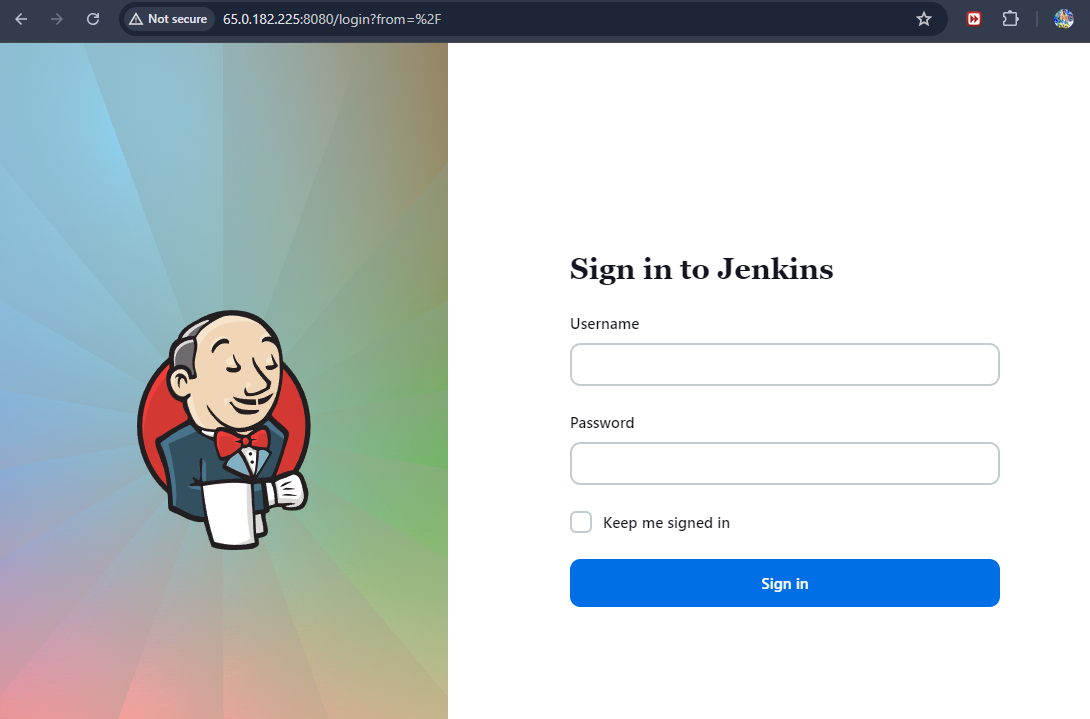 Not secure 65.0.182.225:8080/login?from=%2F
Sign in to Jenkins
Username
Password
Keep me signed in
Sign in